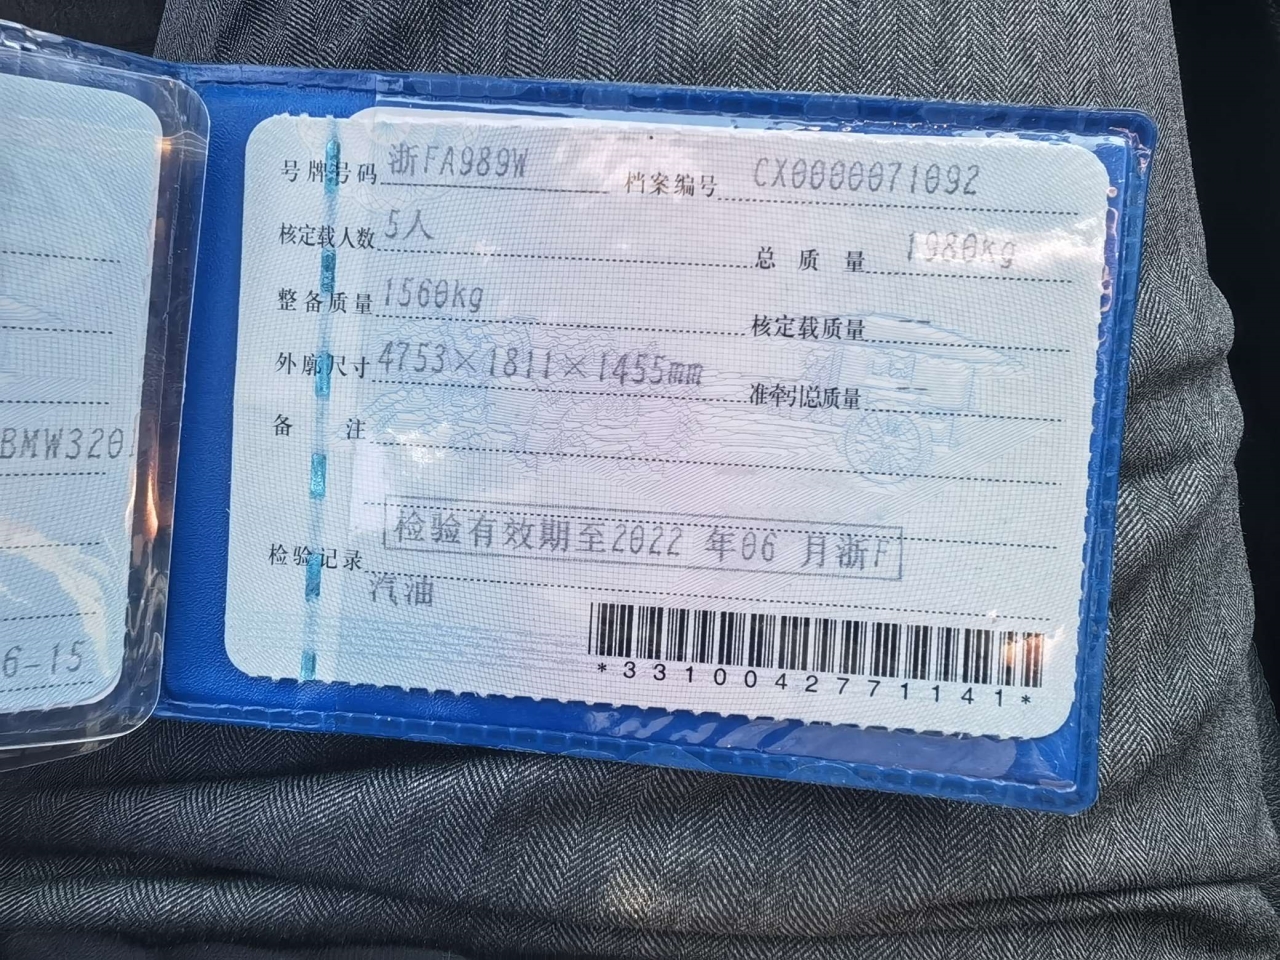 号牌号码 浙FA989W 档案编号 CX0000071092
核定载人数 5人 总质量 1980kg
整备质量 1560kg 核定载质量 --
外廓尺寸 4753×1811×1455mm 准牵引总质量 --
备注
检验记录 检验有效期至2022 年06 月浙F
汽油
*3310042771141*
BMW320
6-15